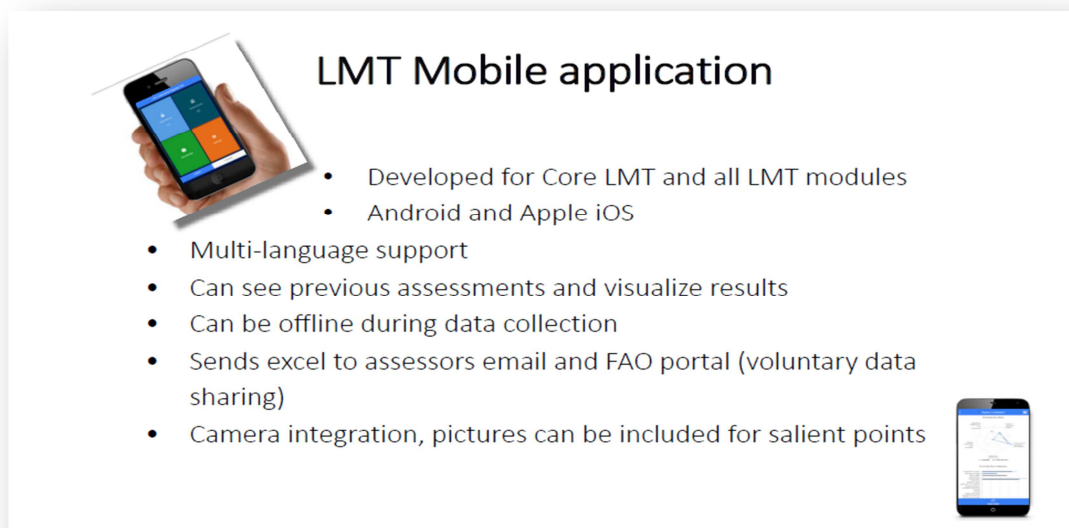 LMT Mobile application
• Developed for Core LMT and all LMT modules
• Android and Apple iOS
• Multi-language support
• Can see previous assessments and visualize results
• Can be offline during data collection
• Sends excel to assessors email and FAO portal (voluntary data
sharing)
• Camera integration, pictures can be included for salient points